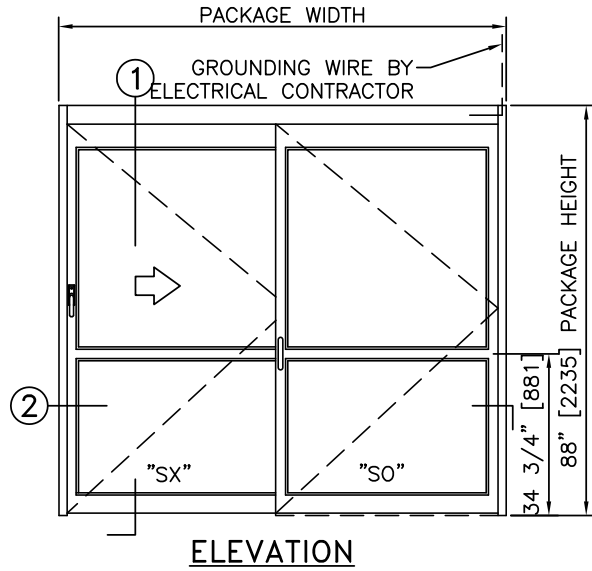 PACKAGE WIDTH
GROUNDING WIRE BY
ELECTRICAL CONTRACTOR
1
2
"SX"
"SO"
34 3/4" [881]
88" [2235] PACKAGE HEIGHT
ELEVATION